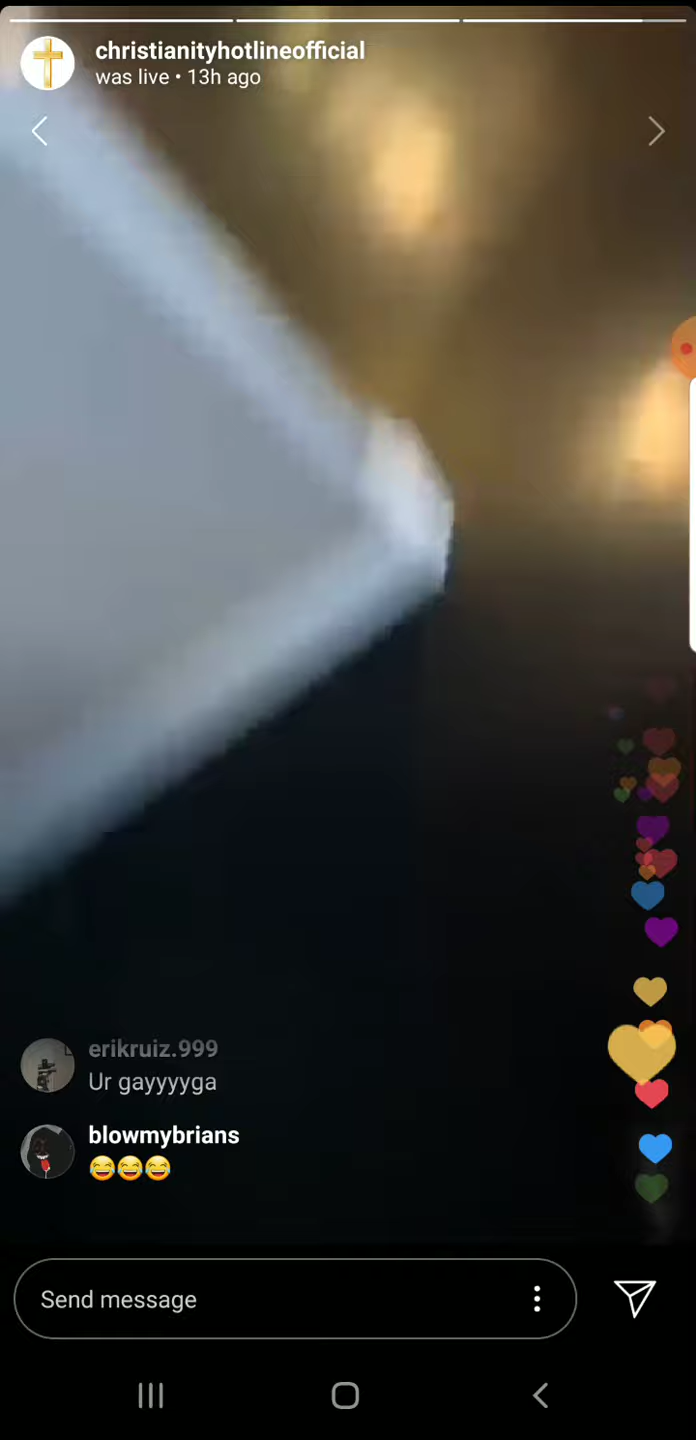 christianityhotlineofficial
was live • 13h ago
erikruiz.999
Ur gayyyyga
blowmybrians
😂😂😂
Send message